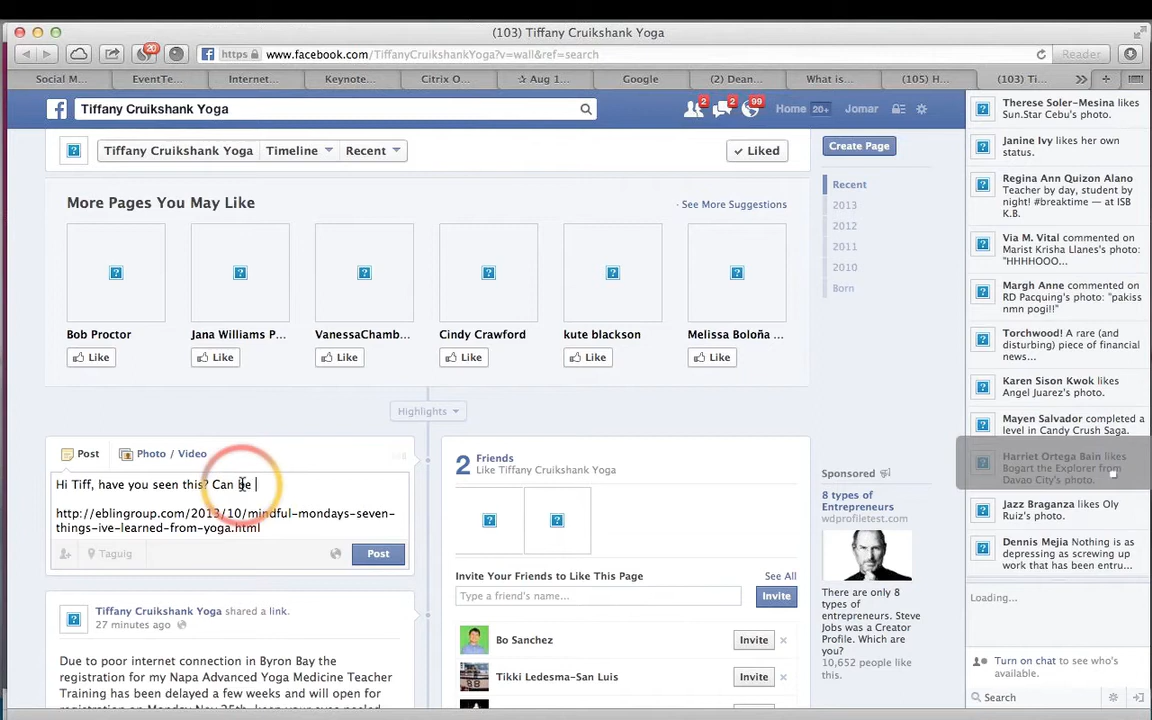 (103) Tiffany Cruikshank Yoga
20
https www.facebook.com/TiffanyCruikshankYoga?v=wall&ref=search
Reader
Social M...
EventTe...
Internet...
Keynote...
Citrix O...
☆ Aug 1...
Google
(2) Dean...
What is...
(105) H...
(103) Ti...
Tiffany Cruikshank Yoga
2
2
99
Home 20+
Jomar
Tiffany Cruikshank Yoga
Timeline
Recent
✓ Liked
Create Page
More Pages You May Like
· See More Suggestions
Recent
2013
2012
2011
2010
Born
Bob Proctor
Jana Williams P...
VanessaChamb...
Cindy Crawford
kute blackson
Melissa Boloña ...
Like
Like
Like
Like
Like
Like
Highlights
Post
Photo / Video
Hi Tiff, have you seen this? Can be
http://eblingroup.com/2013/10/mindful-mondays-seven-
things-ive-learned-from-yoga.html
Taguig
Post
Tiffany Cruikshank Yoga shared a link.
27 minutes ago
Due to poor internet connection in Byron Bay the
registration for my Napa Advanced Yoga Medicine Teacher
Training has been delayed a few weeks and will open for
registration on Monday Nov 25th, keep your eyes peeled
2 Friends
Like Tiffany Cruikshank Yoga
Invite Your Friends to Like This Page
See All
Type a friend's name...
Invite
Bo Sanchez
Invite
Tikki Ledesma-San Luis
Invite
Sponsored
8 types of
Entrepreneurs
wdprofiletest.com
There are only 8
types of
entrepreneurs. Steve
Jobs was a Creator
Profile. Which are
you?
10,652 people like
this.
Therese Soler-Mesina likes
Sun.Star Cebu's photo.
Janine Ivy likes her own
status.
Regina Ann Quizon Alano
Teacher by day, student by
night! #breaktime — at ISB
K.B.
Via M. Vital commented on
Marist Krisha Llanes's photo:
"HHHHOOO...
Margh Anne commented on
RD Pacquing's photo: "pakiss
nmn pogi!!"
Torchwood! A rare (and
disturbing) piece of financial
news...
Karen Sison Kwok likes
Angel Juarez's photo.
Mayen Salvador completed a
level in Candy Crush Saga.
Harriet Ortega Bain likes
Bogart the Explorer from
Davao City's photo.
Jazz Braganza likes Oly
Ruiz's photo.
Dennis Mejia Nothing is as
depressing as screwing up
work that has been entru...
Loading...
Turn on chat to see who's
available.
Search